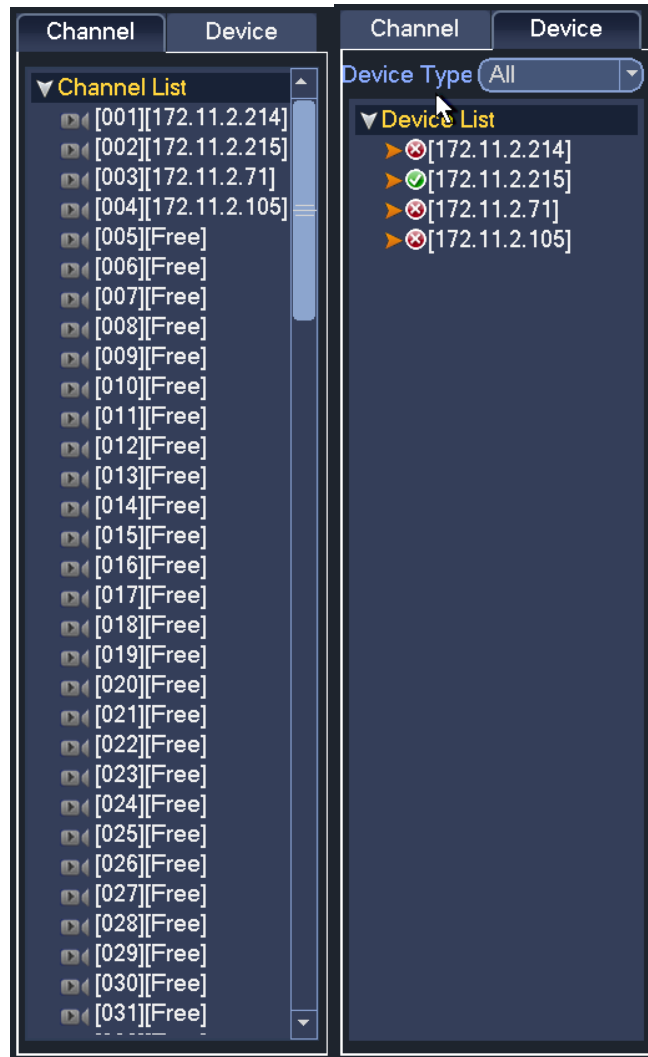 Channel Device
Channel List
[001][172.11.2.214]
[002][172.11.2.215]
[003][172.11.2.71]
[004][172.11.2.105]
[005][Free]
[006][Free]
[007][Free]
[008][Free]
[009][Free]
[010][Free]
[011][Free]
[012][Free]
[013][Free]
[014][Free]
[015][Free]
[016][Free]
[017][Free]
[018][Free]
[019][Free]
[020][Free]
[021][Free]
[022][Free]
[023][Free]
[024][Free]
[025][Free]
[026][Free]
[027][Free]
[028][Free]
[029][Free]
[030][Free]
[031][Free]
Channel Device
Device Type All
Device List
[172.11.2.214]
[172.11.2.215]
[172.11.2.71]
[172.11.2.105]